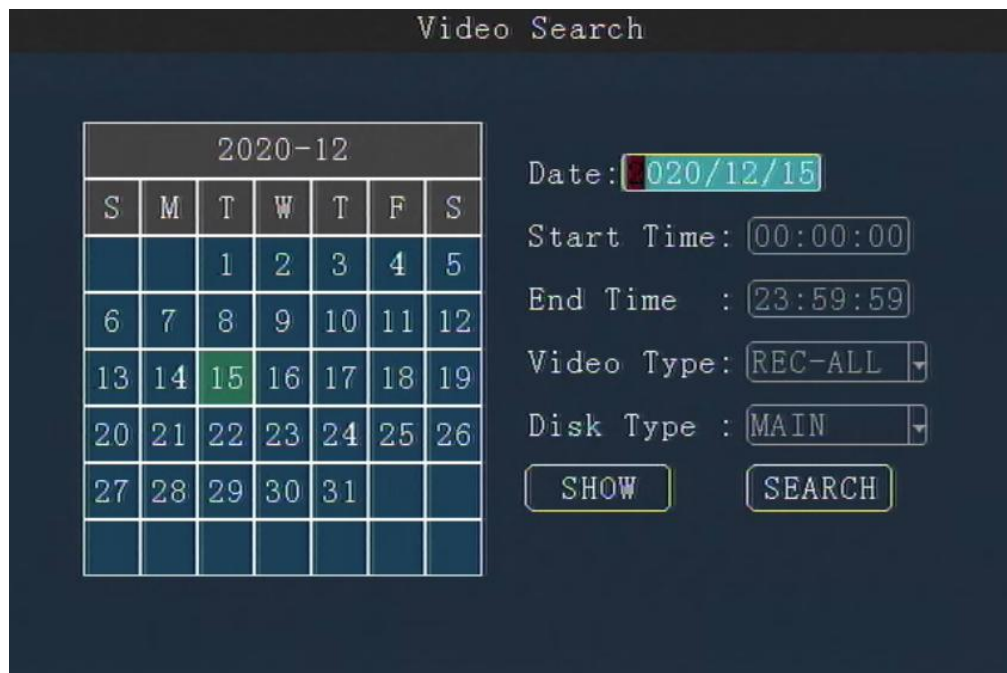 Video Search
2020-12
S M T W T F S
1 2 3 4 5
6 7 8 9 10 11 12
13 14 15 16 17 18 19
20 21 22 23 24 25 26
27 28 29 30 31
Date: 2020/12/15
Start Time: 00:00:00
End Time : 23:59:59
Video Type: REC-ALL
Disk Type : MAIN
SHOW SEARCH